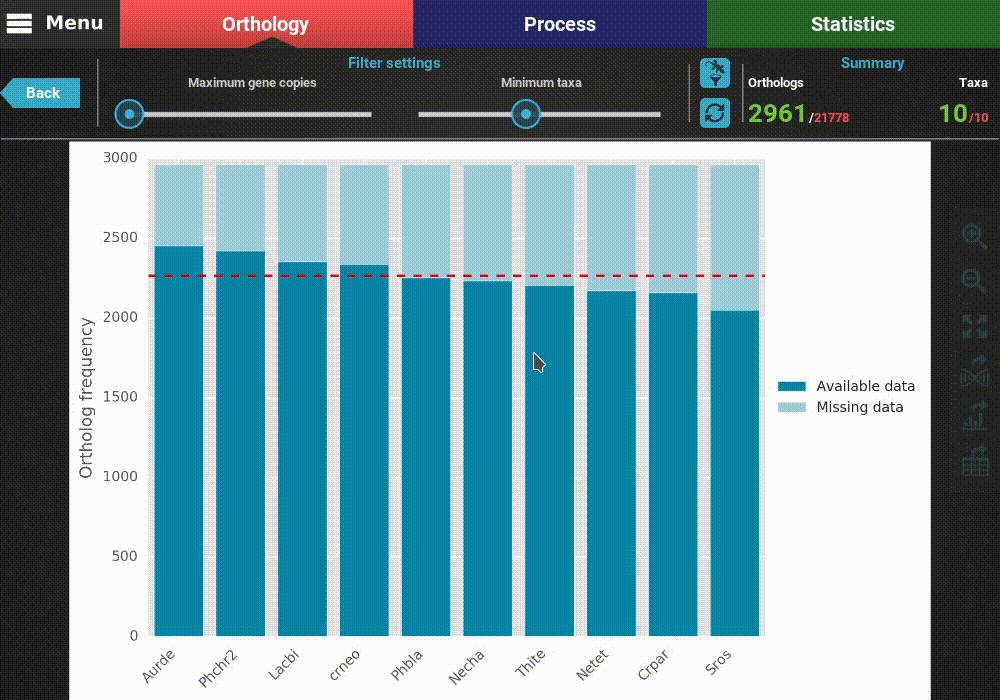 Menu
Orthology
Process
Statistics
Back
Filter settings
Maximum gene copies
Minimum taxa
Summary
Orthologs
Taxa
2961/21778
10/10
3000
2500
2000
1500
1000
500
0
Ortholog frequency
Available data
Missing data
Aurde
Phchr2
Lacbi
crneo
Phbla
Necha
Thite
Netet
Crpar
Sros